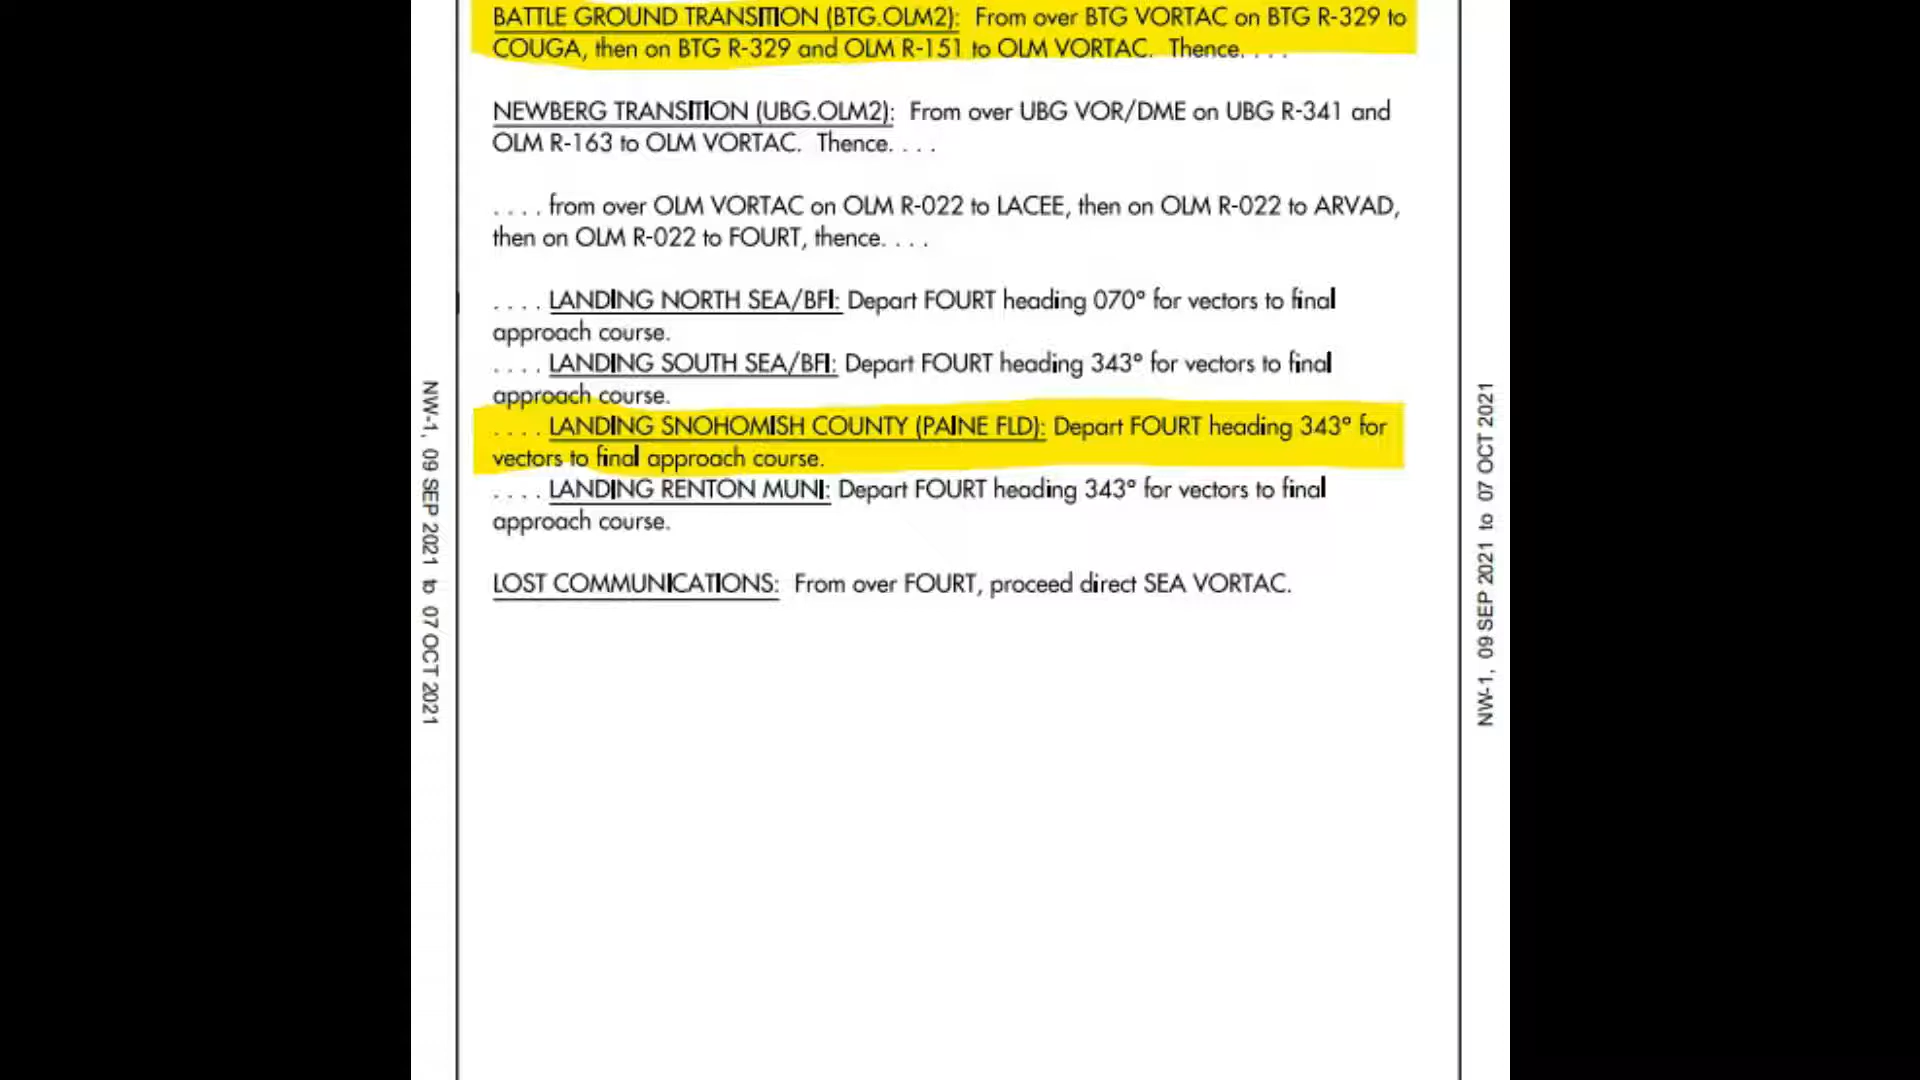 BATTLE GROUND TRANSITION (BTG.OLM2): From over BTG VORTAC on BTG R-329 to
COUGA, then on BTG R-329 and OLM R-151 to OLM VORTAC. Thence. . . .
NEWBERG TRANSITION (UBG.OLM2): From over UBG VOR/DME on UBG R-341 and
OLM R-163 to OLM VORTAC. Thence. . . .
. . . . from over OLM VORTAC on OLM R-022 to LACEE, then on OLM R-022 to ARVAD,
then on OLM R-022 to FOURT, thence. . . .
. . . . LANDING NORTH SEA/BFI: Depart FOURT heading 070° for vectors to final
approach course.
. . . . LANDING SOUTH SEA/BFI: Depart FOURT heading 343° for vectors to final
approach course.
. . . . LANDING SNOHOMISH COUNTY (PAINE FLD): Depart FOURT heading 343° for
vectors to final approach course.
. . . . LANDING RENTON MUNI: Depart FOURT heading 343° for vectors to final
approach course.
LOST COMMUNICATIONS: From over FOURT, proceed direct SEA VORTAC.
NW-1, 09 SEP 2021 to 07 OCT 2021
NW-1, 09 SEP 2021 to 07 OCT 2021